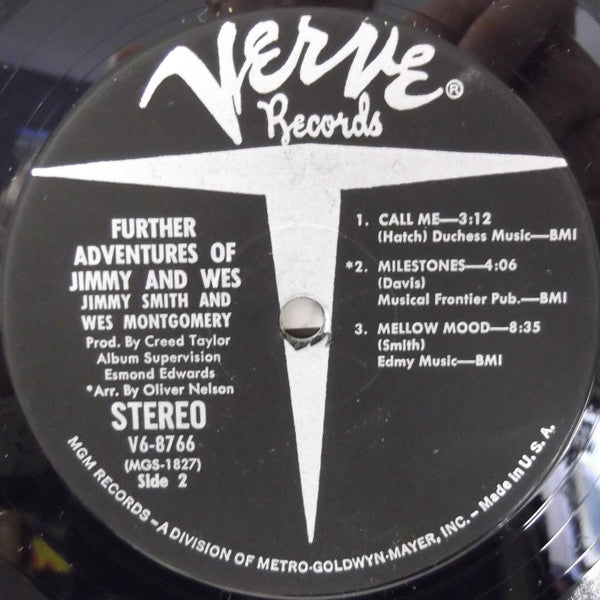 Verve®
Records
FURTHER
ADVENTURES OF
JIMMY AND WES
JIMMY SMITH AND
WES MONTGOMERY
Prod. By Creed Taylor
Album Supervision
Esmond Edwards
*Arr. By Oliver Nelson
STEREO
V6-8766
(MGS-1827)
Side 2
1. CALL ME—3:12
(Hatch) Duchess Music—BMI
*2. MILESTONES—4:06
(Davis)
Musical Frontier Pub.—BMI
3. MELLOW MOOD—8:35
(Smith)
Edmy Music—BMI
MGM RECORDS – A DIVISION OF METRO-GOLDWYN-MAYER, INC. – Made in U. S. A.